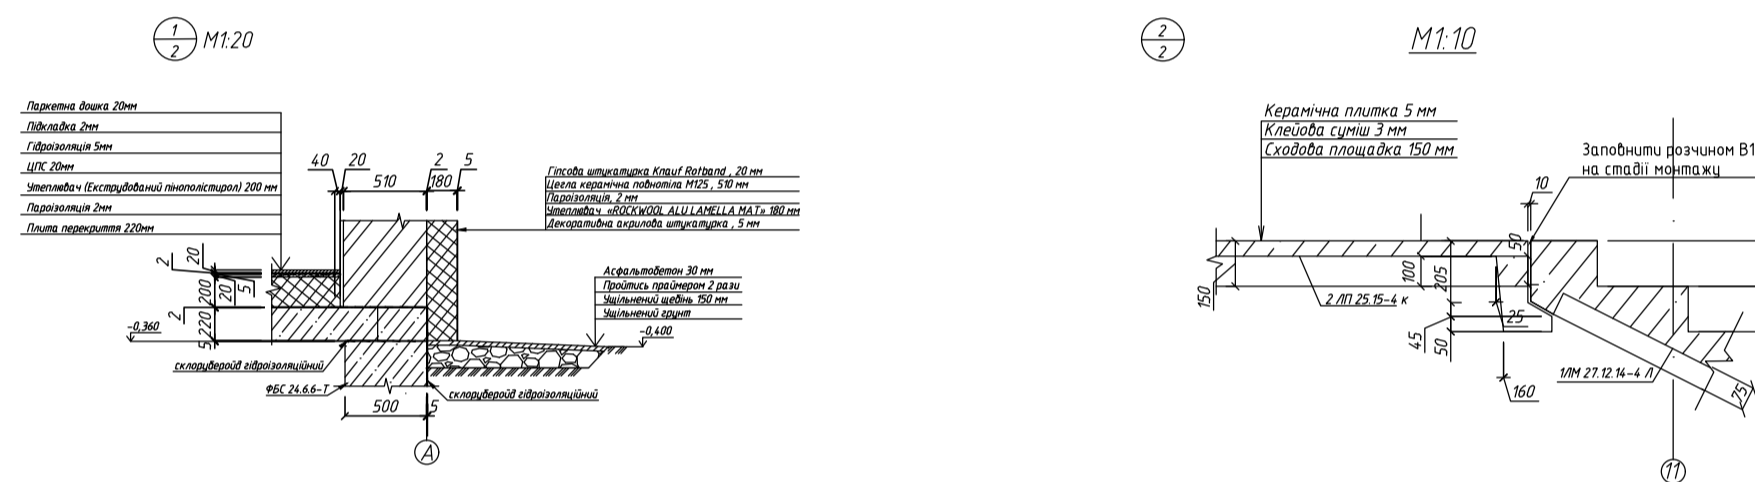 1
2
М1:20
Паркетна дошка 20мм
Підкладка 2мм
Гідроізоляція 5мм
ЦПС 20мм
Утеплювач (Екструдований пінополістирол) 200 мм
Пароізоляція 2мм
Плита перекриття 220мм
40 20 510 2 180 5
Гіпсова штукатурка Knauf Rotband , 20 мм
Цегла керамічна повнотіла М125 , 510 мм
Пароізоляція, 2 мм
Утеплювач «ROCKWOOL ALU LAMELLA MAT» 180 мм
Декоративна акрилова штукатурка , 5 мм
2 20
200 20 5
2
220
5
-0,360
Асфальтобетон 30 мм
Пройтись праймером 2 рази
Ущільнений щебінь 150 мм
Ущільнений грунт
-0,400
склоруберойд гідроізоляційний
ФБС 24.6.6-Т
склоруберойд гідроізоляційний
500 5
А
2
2
М1:10
Керамічна плитка 5 мм
Клейова суміш 3 мм
Сходова площадка 150 мм
Заповнити розчином В1
на стадії монтажу
10
50
150
100
205
2 ЛП 25.15-4 к
25
45
50
160
1ЛМ 27.12.14-4 Л
75
11